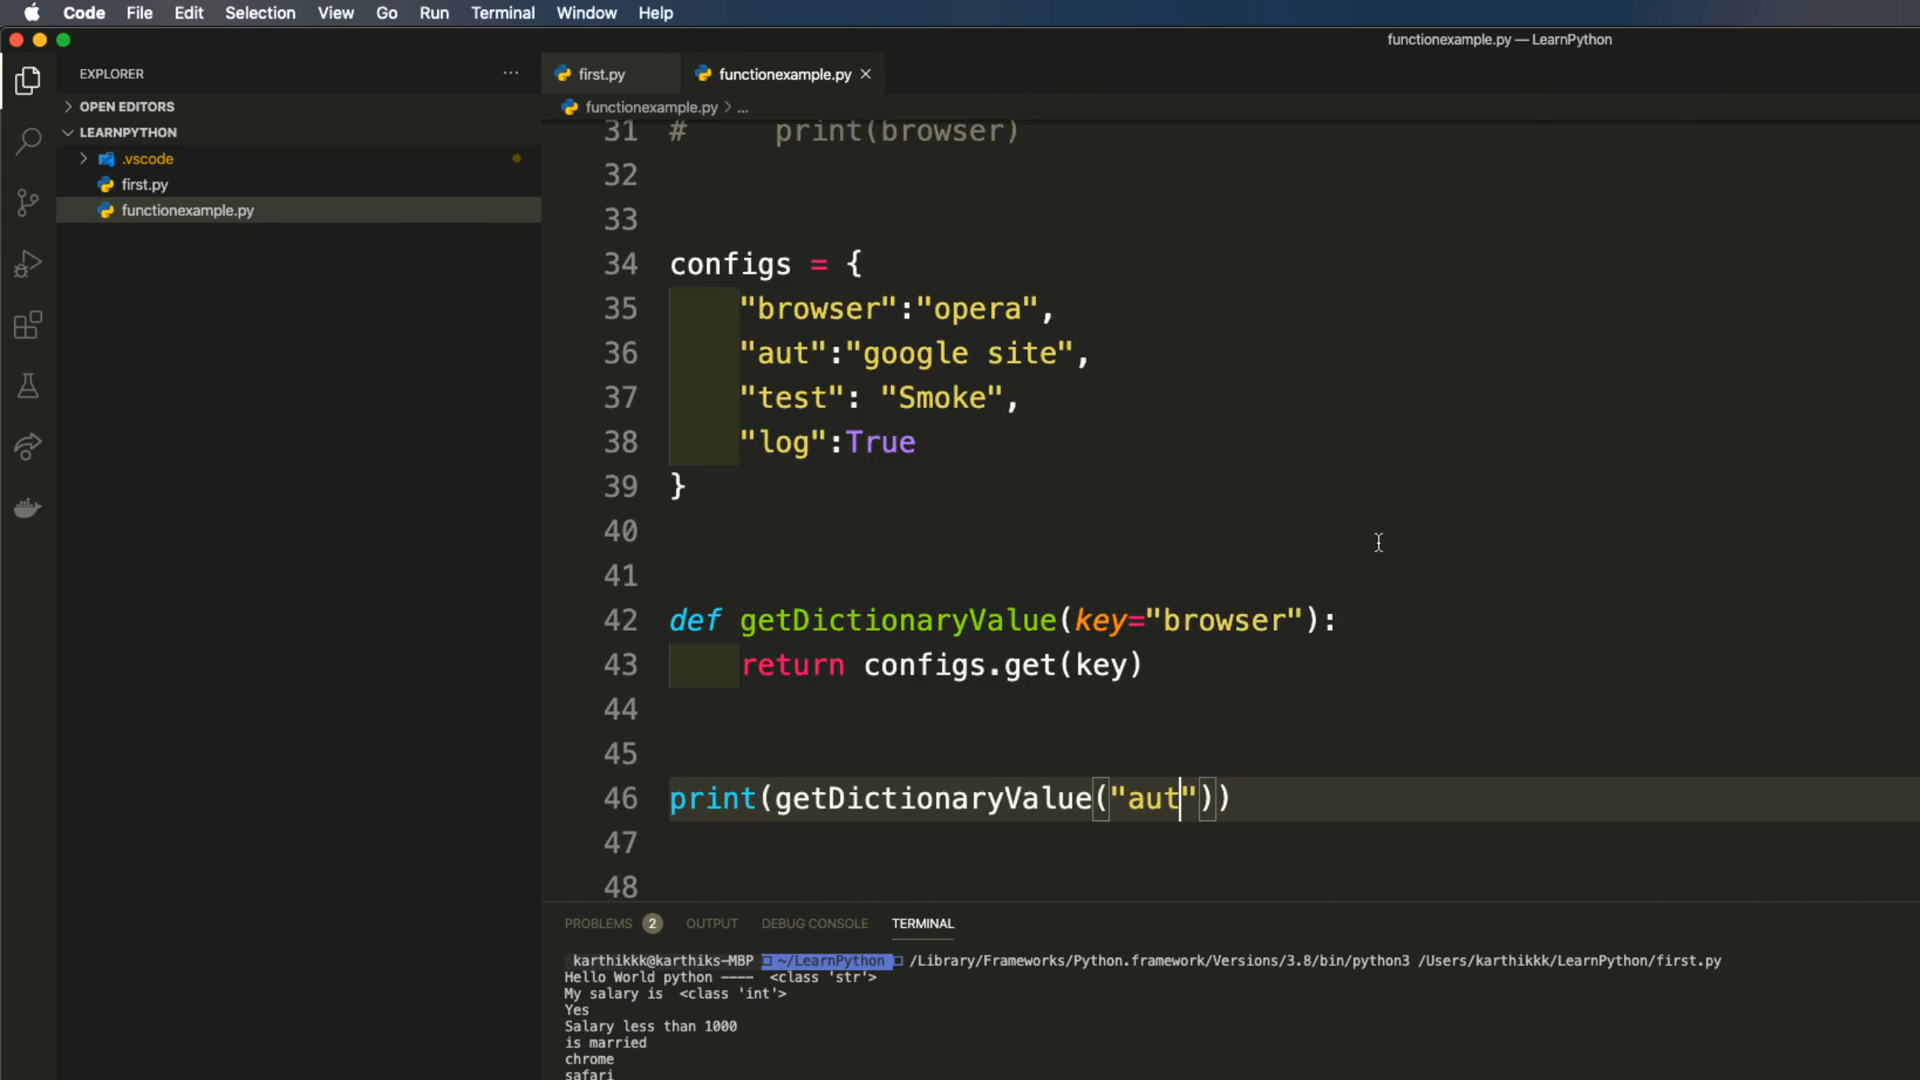 Code File Edit Selection View Go Run Terminal Window Help
functionexample.py — LearnPython
EXPLORER ...
first.py functionexample.py
OPEN EDITORS
functionexample.py > ...
LEARNPYTHON
.vscode
first.py
functionexample.py
31 # print(browser)
32
33
34 configs = {
35 "browser":"opera",
36 "aut":"google site",
37 "test": "Smoke",
38 "log":True
39 }
40
41
42 def getDictionaryValue(key="browser"):
43 return configs.get(key)
44
45
46 print(getDictionaryValue("aut"))
47
48
PROBLEMS 2 OUTPUT DEBUG CONSOLE TERMINAL
karthikkk@karthiks-MBP ~/LearnPython /Library/Frameworks/Python.framework/Versions/3.8/bin/python3 /Users/karthikkk/LearnPython/first.py
Hello World python ---- <class 'str'>
My salary is <class 'int'>
Yes
Salary less than 1000
is married
chrome
safari